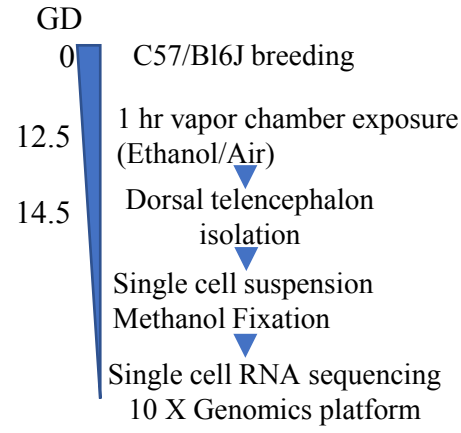 GD
0 C57/Bl6J breeding
12.5 1 hr vapor chamber exposure
(Ethanol/Air)
14.5 Dorsal telencephalon
isolation
Single cell suspension
Methanol Fixation
Single cell RNA sequencing
10 X Genomics platform